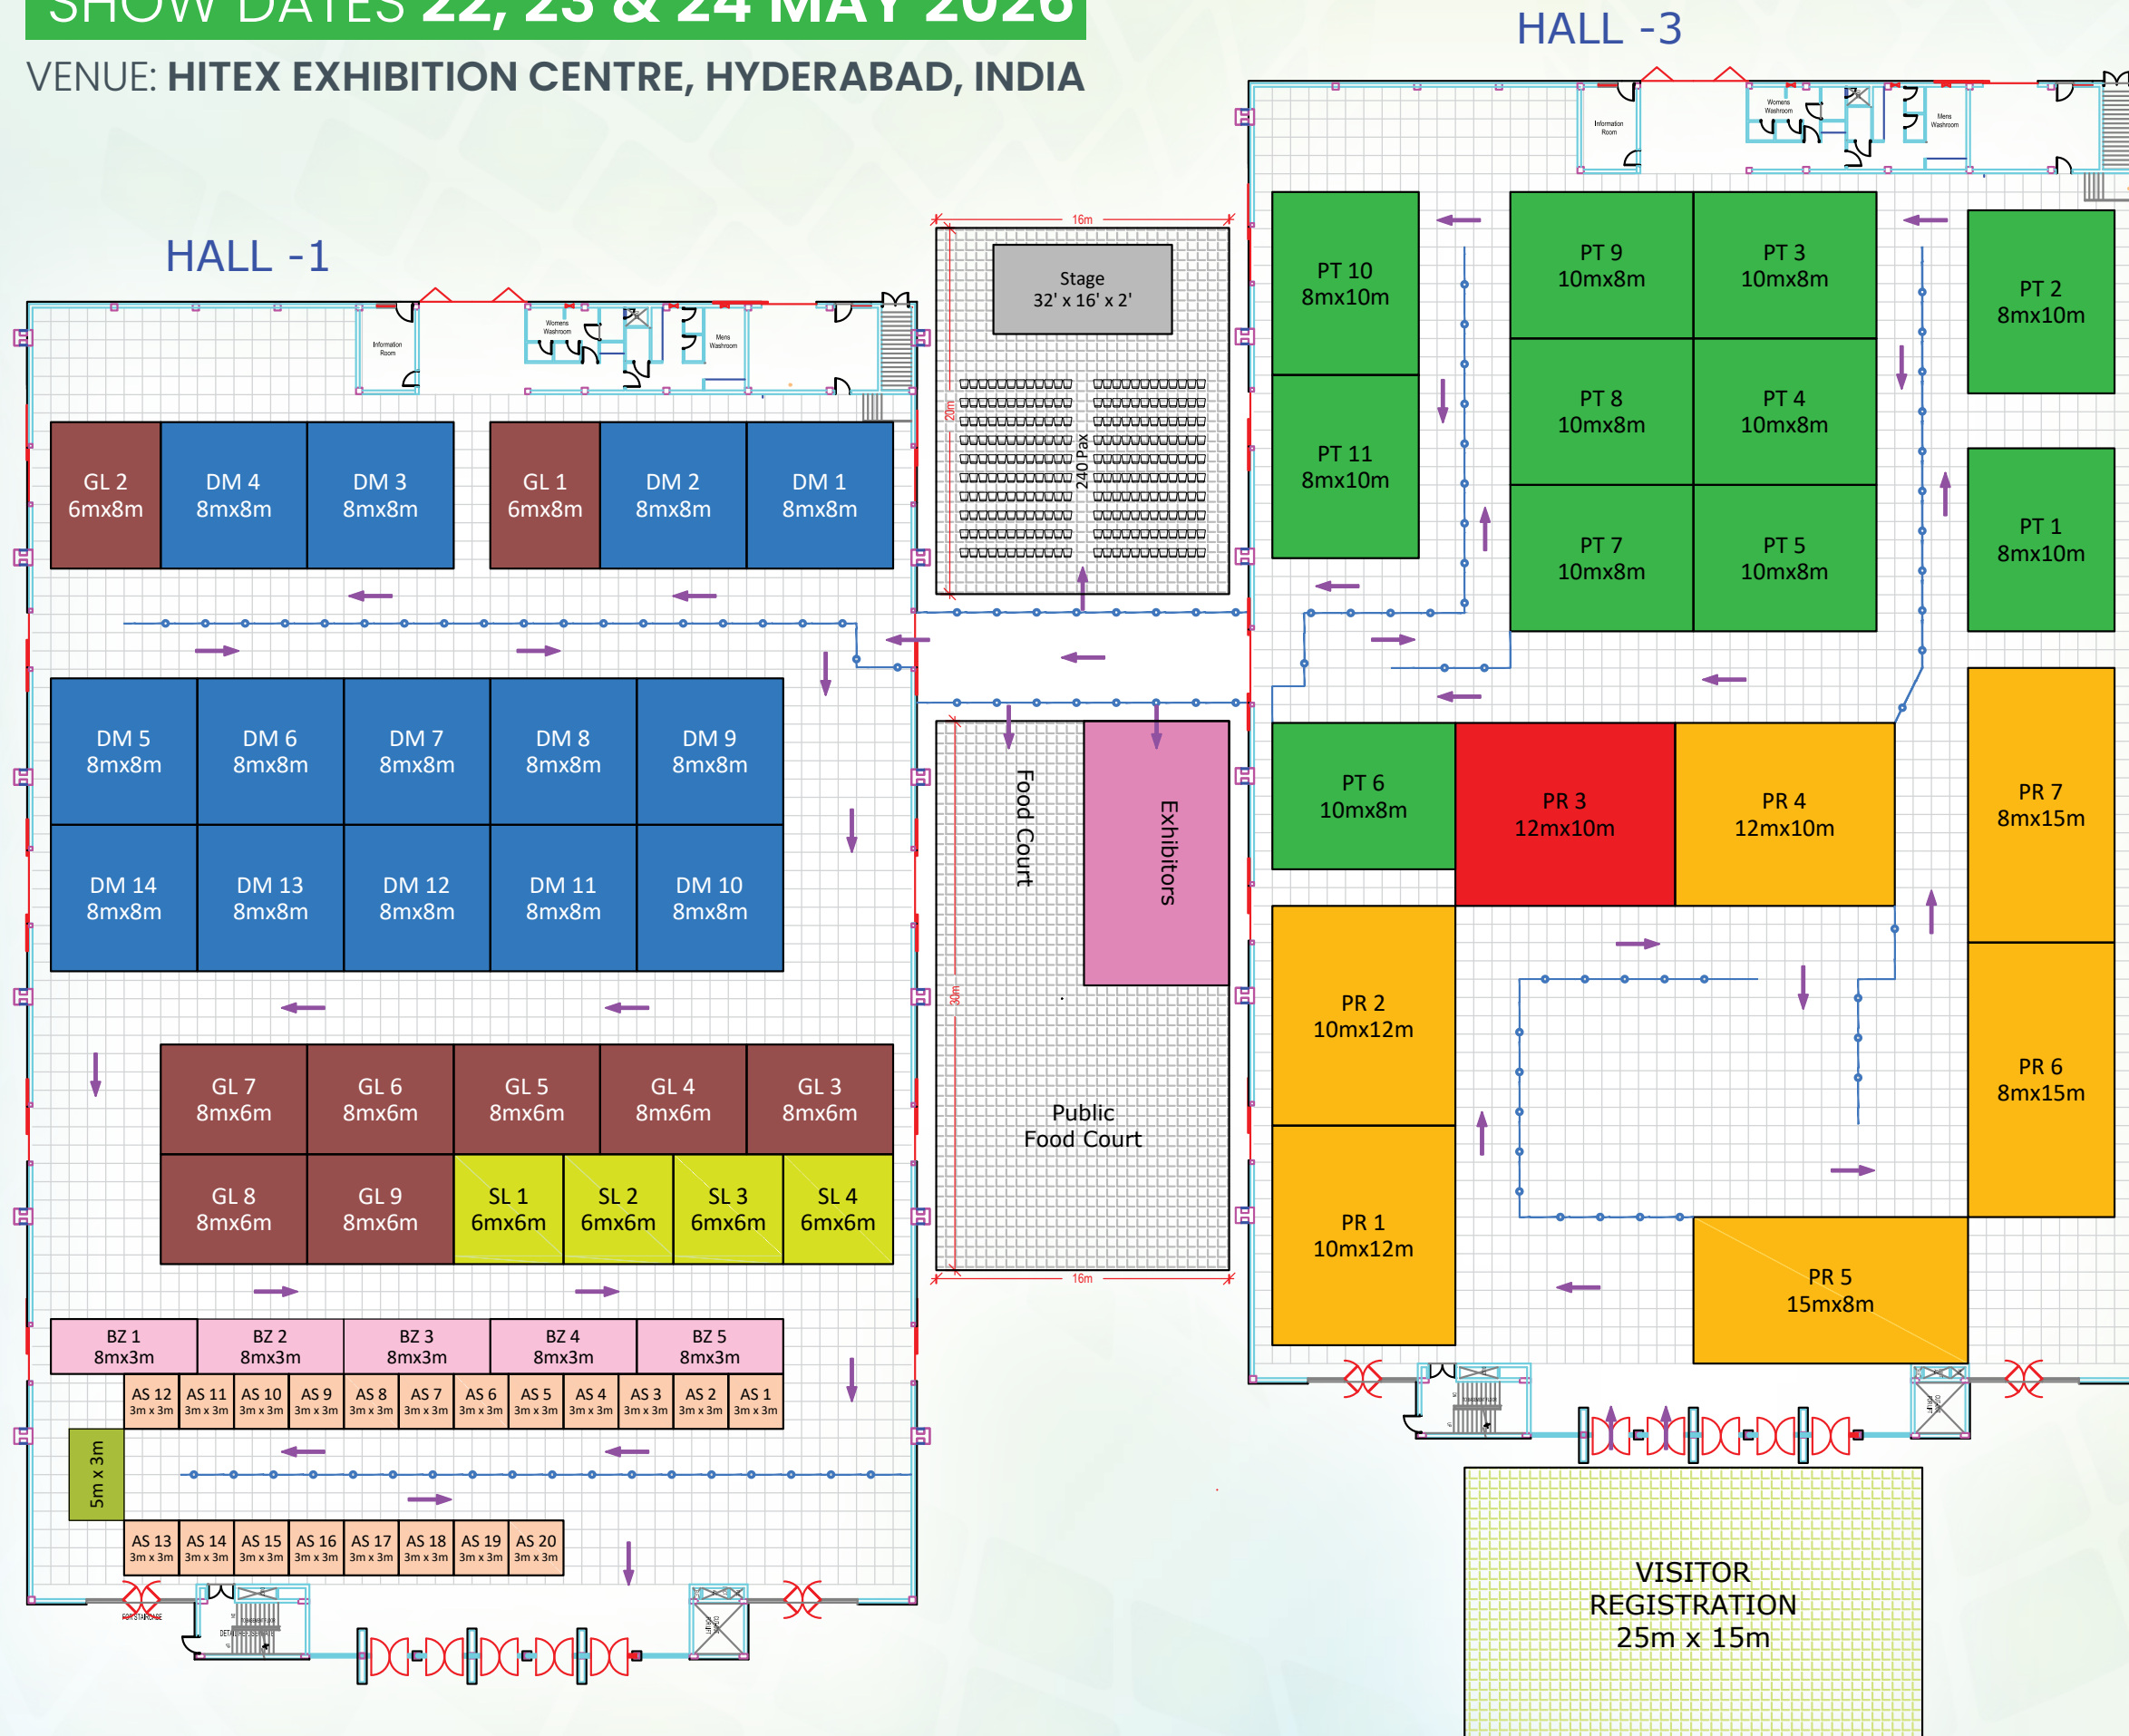 SHOW DATES 22, 23 & 24 MAY 2026
VENUE: HITEX EXHIBITION CENTRE, HYDERABAD, INDIA
HALL -1
Information
Room
Womens
Washroom
Mens
Washroom
GL 2
6mx8m
DM 4
8mx8m
DM 3
8mx8m
GL 1
6mx8m
DM 2
8mx8m
DM 1
8mx8m
DM 5
8mx8m
DM 6
8mx8m
DM 7
8mx8m
DM 8
8mx8m
DM 9
8mx8m
DM 14
8mx8m
DM 13
8mx8m
DM 12
8mx8m
DM 11
8mx8m
DM 10
8mx8m
GL 7
8mx6m
GL 6
8mx6m
GL 5
8mx6m
GL 4
8mx6m
GL 3
8mx6m
GL 8
8mx6m
GL 9
8mx6m
SL 1
6mx6m
SL 2
6mx6m
SL 3
6mx6m
SL 4
6mx6m
BZ 1
8mx3m
BZ 2
8mx3m
BZ 3
8mx3m
BZ 4
8mx3m
BZ 5
8mx3m
AS 12
3m x 3m
AS 11
3m x 3m
AS 10
3m x 3m
AS 9
3m x 3m
AS 8
3m x 3m
AS 7
3m x 3m
AS 6
3m x 3m
AS 5
3m x 3m
AS 4
3m x 3m
AS 3
3m x 3m
AS 2
3m x 3m
AS 1
3m x 3m
5m x 3m
AS 13
3m x 3m
AS 14
3m x 3m
AS 15
3m x 3m
AS 16
3m x 3m
AS 17
3m x 3m
AS 18
3m x 3m
AS 19
3m x 3m
AS 20
3m x 3m
16m
Stage
32' x 16' x 2'
20m
240 Pax
Food Court
Exhibitors
30m
Public
Food Court
16m
HALL -3
Information
Room
Womens
Washroom
Mens
Washroom
PT 10
8mx10m
PT 9
10mx8m
PT 3
10mx8m
PT 2
8mx10m
PT 11
8mx10m
PT 8
10mx8m
PT 4
10mx8m
PT 1
8mx10m
PT 7
10mx8m
PT 5
10mx8m
PT 6
10mx8m
PR 3
12mx10m
PR 4
12mx10m
PR 7
8mx15m
PR 2
10mx12m
PR 6
8mx15m
PR 1
10mx12m
PR 5
15mx8m
VISITOR
REGISTRATION
25m x 15m